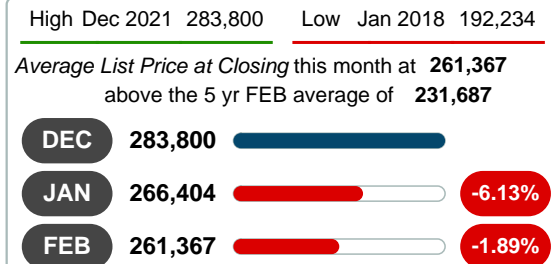 High Dec 2021 283,800 Low Jan 2018 192,234
Average List Price at Closing this month at 261,367
above the 5 yr FEB average of 231,687
DEC 283,800
JAN 266,404 -6.13%
FEB 261,367 -1.89%